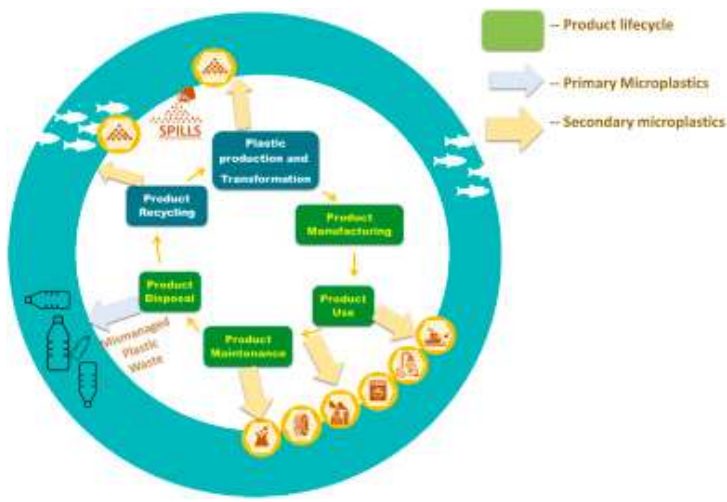 -- Product lifecycle
-- Primary Microplastics
-- Secondary microplastics
SPILLS
Plastic
production and
Transformation
Product
Recycling
Product
Manufacturing
Product
Disposal
Product
Use
Mismanaged
Plastic
Waste
Product
Maintenance